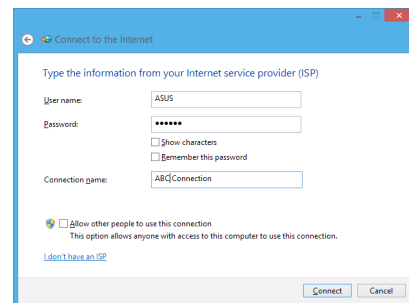 Connect to the Internet
Type the information from your Internet service provider (ISP)
User name: ASUS
Password: ••••••
Show characters
Remember this password
Connection name: ABC Connection
Allow other people to use this connection
This option allows anyone with access to this computer to use this connection.
I don't have an ISP
Connect Cancel